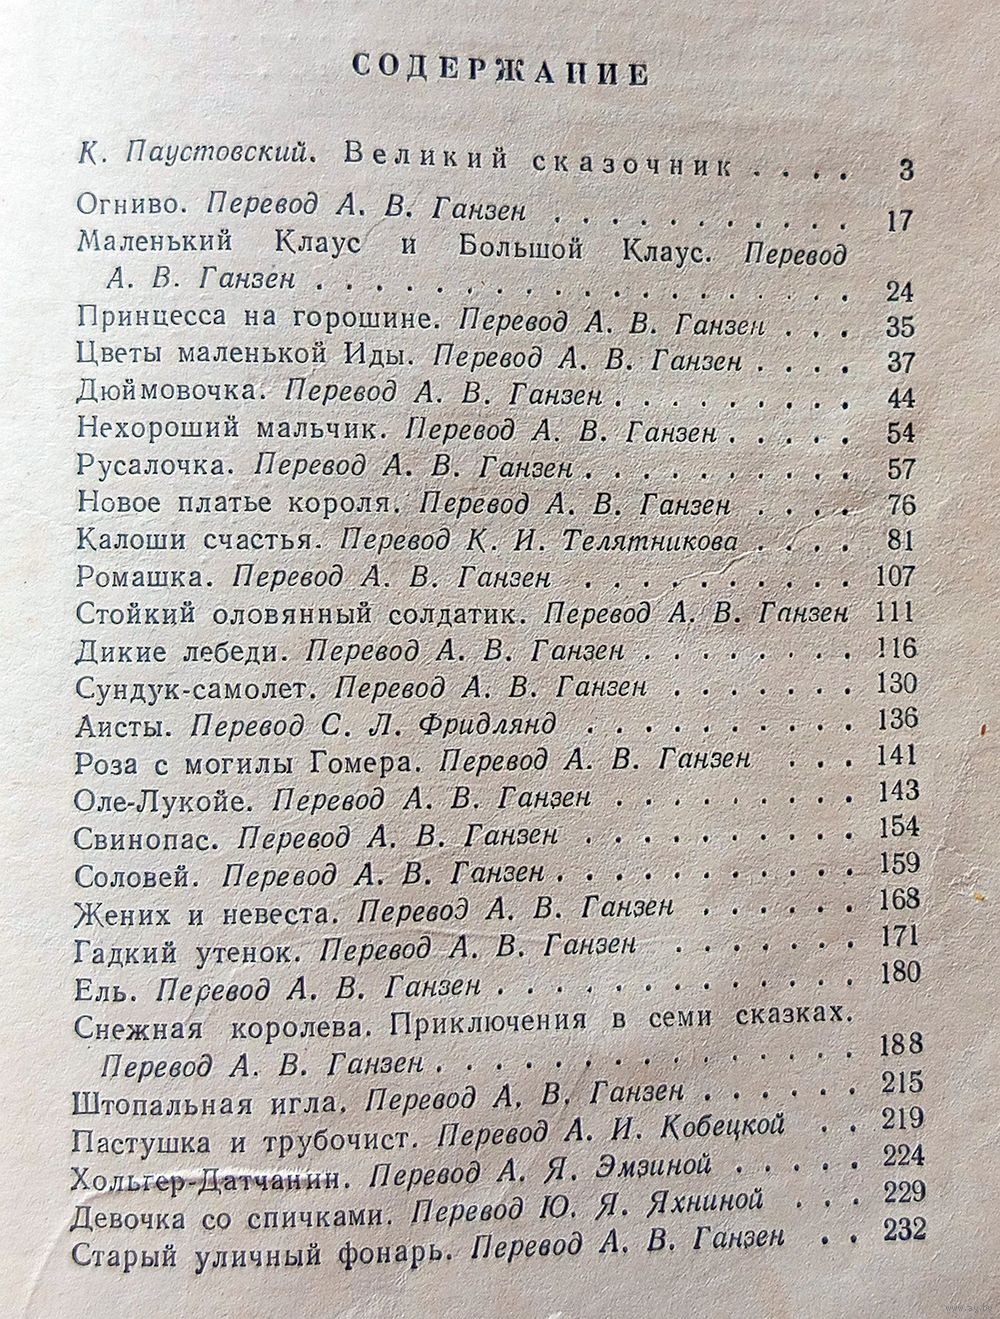 СОДЕРЖАНИЕ
К. Паустовский. Великий сказочник . . . . 3
Огниво. Перевод А. В. Ганзен . . . . . . . . . . . 17
Маленький Клаус и Большой Клаус. Перевод
А. В. Ганзен . . . . . . . . . . . . . . . . . . 24
Принцесса на горошине. Перевод А. В. Ганзен . . . 35
Цветы маленькой Иды. Перевод А. В. Ганзен . . . . 37
Дюймовочка. Перевод А. В. Ганзен . . . . . . . . . 44
Нехороший мальчик. Перевод А. В. Ганзен . . . . . 54
Русалочка. Перевод А. В. Ганзен . . . . . . . . . . 57
Новое платье короля. Перевод А. В. Ганзен . . . . 76
Калоши счастья. Перевод К. И. Телятникова . . . . 81
Ромашка. Перевод А. В. Ганзен . . . . . . . . . . 107
Стойкий оловянный солдатик. Перевод А. В. Ганзен 111
Дикие лебеди. Перевод А. В. Ганзен . . . . . . . . 116
Сундук-самолет. Перевод А. В. Ганзен . . . . . . . 130
Аисты. Перевод С. Л. Фридлянд . . . . . . . . . . 136
Роза с могилы Гомера. Перевод А. В. Ганзен . . . 141
Оле-Лукойе. Перевод А. В. Ганзен . . . . . . . . . 143
Свинопас. Перевод А. В. Ганзен . . . . . . . . . . 154
Соловей. Перевод А. В. Ганзен . . . . . . . . . . . 159
Жених и невеста. Перевод А. В. Ганзен . . . . . . 168
Гадкий утенок. Перевод А. В. Ганзен . . . . . . . 171
Ель. Перевод А. В. Ганзен . . . . . . . . . . . . . 180
Снежная королева. Приключения в семи сказках.
Перевод А. В. Ганзен . . . . . . . . . . . . . . . 188
Штопальная игла. Перевод А. В. Ганзен . . . . . . 215
Пастушка и трубочист. Перевод А. И. Кобецкой . . 219
Хольгер-Датчанин. Перевод А. Я. Эмзиной . . . . . 224
Девочка со спичками. Перевод Ю. Я. Яхниной . . . 229
Старый уличный фонарь. Перевод А. В. Ганзен . . 232